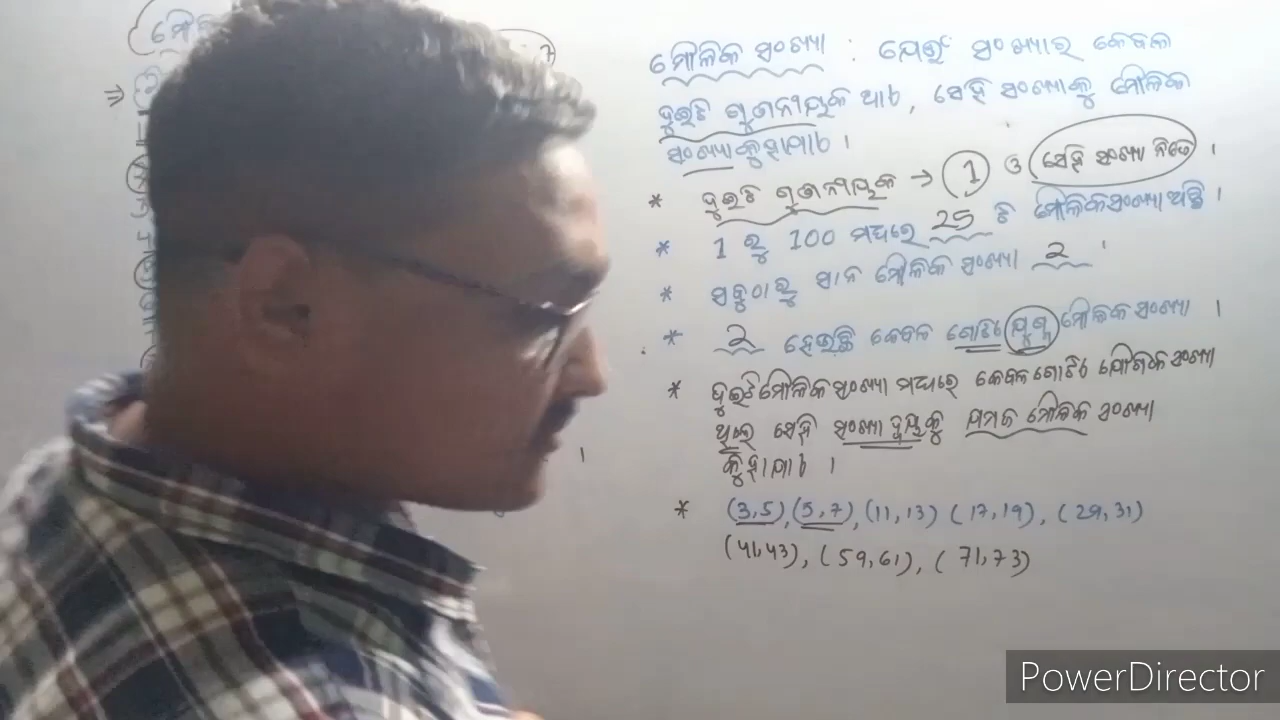 ମୌଳି
7
ମୌଳିକ ସଂଖ୍ୟା : ଯେଉଁ ସଂଖ୍ୟାର କେବଳ
ଦୁଇଟି ଗୁଣନୀୟକ ଥାଏ, ସେହି ସଂଖ୍ୟାକୁ ମୌଳିକ
ସଂଖ୍ୟା କୁହାଯାଏ ।
* ଦୁଇଟି ଗୁଣନୀୟକ → 1 ଓ ସେହି ସଂଖ୍ୟା ନିଜେ ।
* 1 ରୁ 100 ମଧ୍ୟରେ 25 ଟି ମୌଳିକ ସଂଖ୍ୟା ଅଛି ।
* ସବୁଠାରୁ ସାନ ମୌଳିକ ସଂଖ୍ୟା 2 ।
* 2 ହେଉଛି କେବଳ ଗୋଟିଏ ଯୁଗ୍ମ ମୌଳିକ ସଂଖ୍ୟା ।
* ଦୁଇଟି ମୌଳିକ ସଂଖ୍ୟା ମଧ୍ୟରେ କେବଳ ଗୋଟିଏ ଯୌଗିକ ସଂଖ୍ୟା
ଥିଲେ ସେହି ସଂଖ୍ୟା ଦ୍ୱୟକୁ ଯମଜ ମୌଳିକ ସଂଖ୍ୟା
କୁହାଯାଏ ।
* (3,5), (5,7), (11,13) (17,19), (29,31)
(41,43), (59,61), (71,73)
PowerDirector